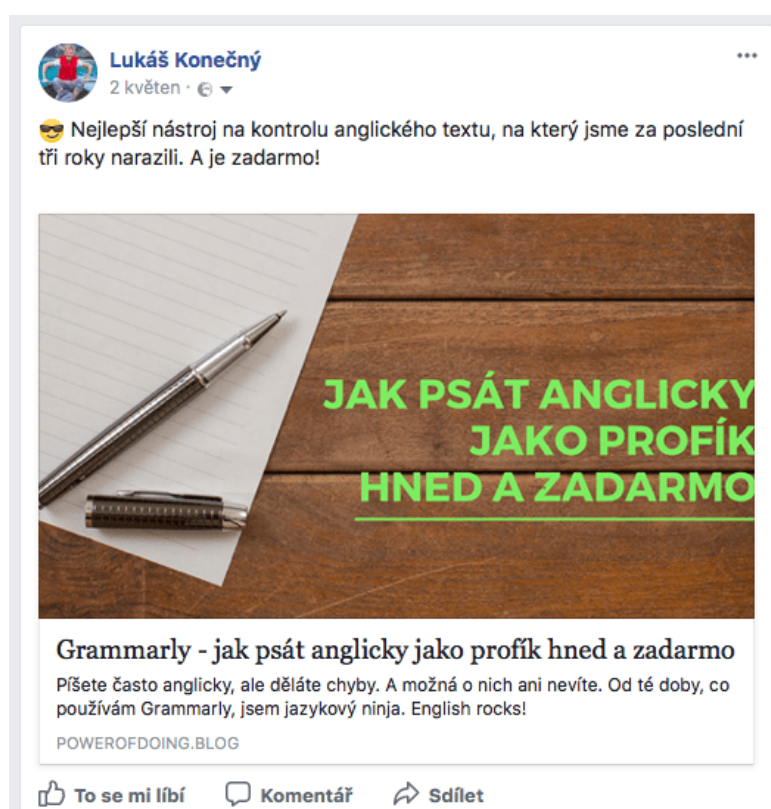 Lukáš Konečný
2 květen ·
😎 Nejlepší nástroj na kontrolu anglického textu, na který jsme za poslední
tři roky narazili. A je zadarmo!
JAK PSÁT ANGLICKY
JAKO PROFÍK
HNED A ZADARMO
Grammarly - jak psát anglicky jako profík hned a zadarmo
Píšete často anglicky, ale děláte chyby. A možná o nich ani nevíte. Od té doby, co
používám Grammarly, jsem jazykový ninja. English rocks!
POWEROFDOING.BLOG
To se mi líbí Komentář Sdílet